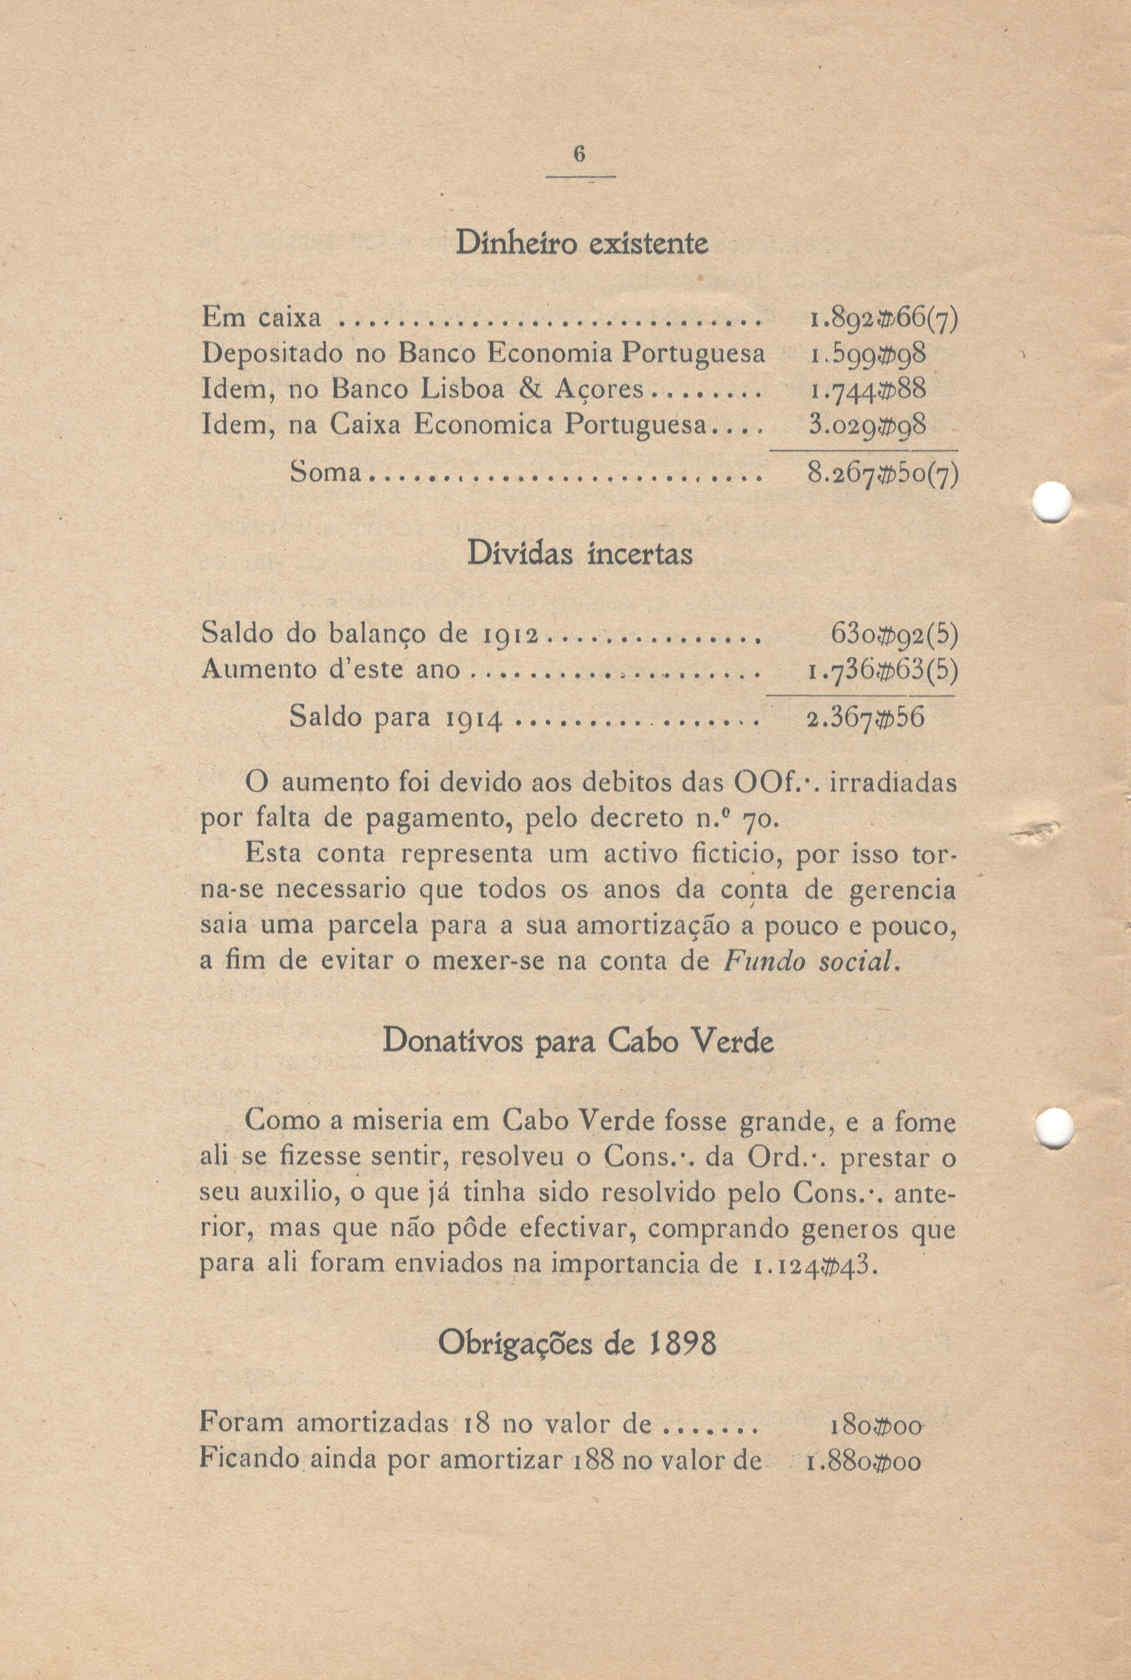 6
Dinheiro existente
Em caixa ............................. 1.892$66(7)
Depositado no Banco Economia Portuguesa 1.599$98
Idem, no Banco Lisboa & Açores........ 1.744$88
Idem, na Caixa Economica Portuguesa.... 3.029$98
Soma........................... 8.267$50(7)
Dividas incertas
Saldo do balanço de 1912............... 630$92(5)
Aumento d'este ano.................... 1.736$63(5)
Saldo para 1914 ................. 2.367$56
O aumento foi devido aos debitos das OOf.·. irradiadas
por falta de pagamento, pelo decreto n.º 70.
Esta conta representa um activo ficticio, por isso tor-
na-se necessario que todos os anos da conta de gerencia
saia uma parcela para a sua amortização a pouco e pouco,
a fim de evitar o mexer-se na conta de Fundo social.
Donativos para Cabo Verde
Como a miseria em Cabo Verde fosse grande, e a fome
ali se fizesse sentir, resolveu o Cons.·. da Ord.·. prestar o
seu auxilio, o que já tinha sido resolvido pelo Cons.·. ante-
rior, mas que não pôde efectivar, comprando generos que
para ali foram enviados na importancia de 1.124$43.
Obrigações de 1898
Foram amortizadas 18 no valor de ....... 180$00
Ficando ainda por amortizar 188 no valor de 1.880$00